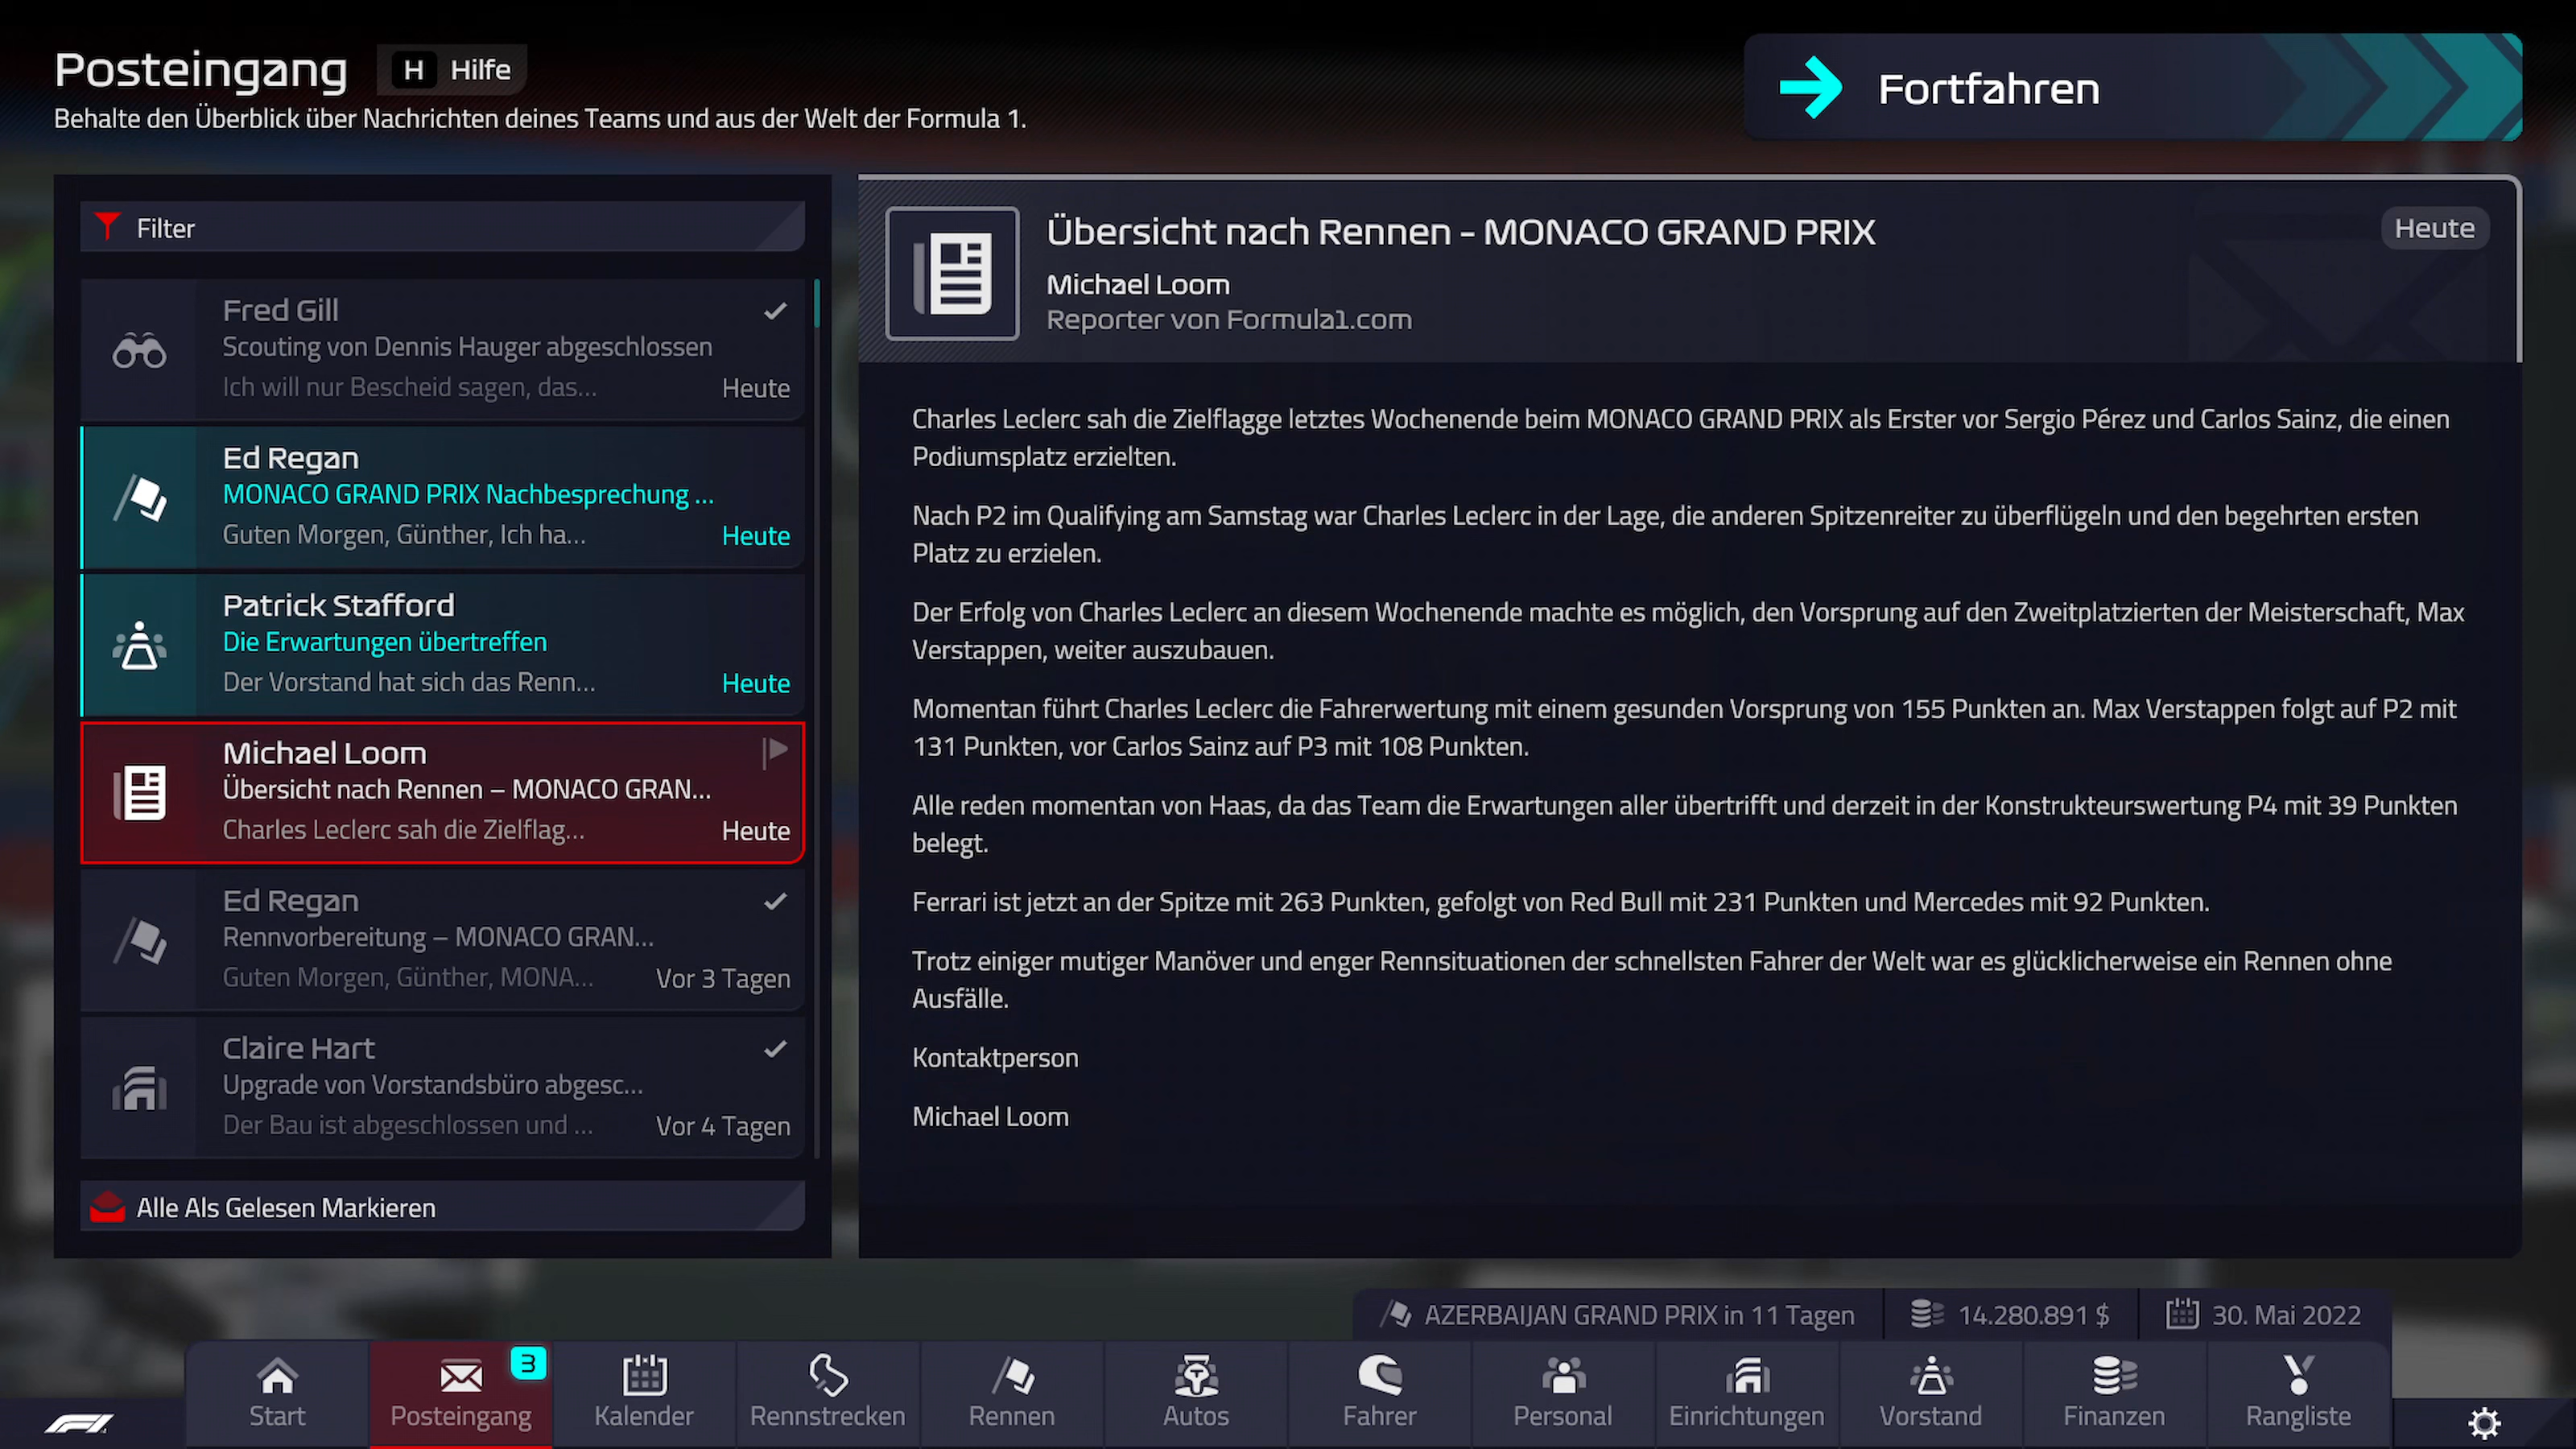 Posteingang
H Hilfe
Behalte den Überblick über Nachrichten deines Teams und aus der Welt der Formula 1.
Fortfahren
Filter
Fred Gill
Scouting von Dennis Hauger abgeschlossen
Ich will nur Bescheid sagen, das...
Heute
Ed Regan
MONACO GRAND PRIX Nachbesprechung ...
Guten Morgen, Günther, Ich ha...
Heute
Patrick Stafford
Die Erwartungen übertreffen
Der Vorstand hat sich das Renn...
Heute
Michael Loom
Übersicht nach Rennen – MONACO GRAN...
Charles Leclerc sah die Zielflag...
Heute
Ed Regan
Rennvorbereitung – MONACO GRAN...
Guten Morgen, Günther, MONA...
Vor 3 Tagen
Claire Hart
Upgrade von Vorstandsbüro abgesc...
Der Bau ist abgeschlossen und ...
Vor 4 Tagen
Alle Als Gelesen Markieren
Übersicht nach Rennen – MONACO GRAND PRIX
Heute
Michael Loom
Reporter von Formula1.com
Charles Leclerc sah die Zielflagge letztes Wochenende beim MONACO GRAND PRIX als Erster vor Sergio Pérez und Carlos Sainz, die einen
Podiumsplatz erzielten.
Nach P2 im Qualifying am Samstag war Charles Leclerc in der Lage, die anderen Spitzenreiter zu überflügeln und den begehrten ersten
Platz zu erzielen.
Der Erfolg von Charles Leclerc an diesem Wochenende machte es möglich, den Vorsprung auf den Zweitplatzierten der Meisterschaft, Max
Verstappen, weiter auszubauen.
Momentan führt Charles Leclerc die Fahrerwertung mit einem gesunden Vorsprung von 155 Punkten an. Max Verstappen folgt auf P2 mit
131 Punkten, vor Carlos Sainz auf P3 mit 108 Punkten.
Alle reden momentan von Haas, da das Team die Erwartungen aller übertrifft und derzeit in der Konstrukteurswertung P4 mit 39 Punkten
belegt.
Ferrari ist jetzt an der Spitze mit 263 Punkten, gefolgt von Red Bull mit 231 Punkten und Mercedes mit 92 Punkten.
Trotz einiger mutiger Manöver und enger Rennsituationen der schnellsten Fahrer der Welt war es glücklicherweise ein Rennen ohne
Ausfälle.
Kontaktperson
Michael Loom
AZERBAIJAN GRAND PRIX in 11 Tagen
14.280.891 $
30. Mai 2022
F1
Start
Posteingang
3
Kalender
Rennstrecken
Rennen
Autos
Fahrer
Personal
Einrichtungen
Vorstand
Finanzen
Rangliste